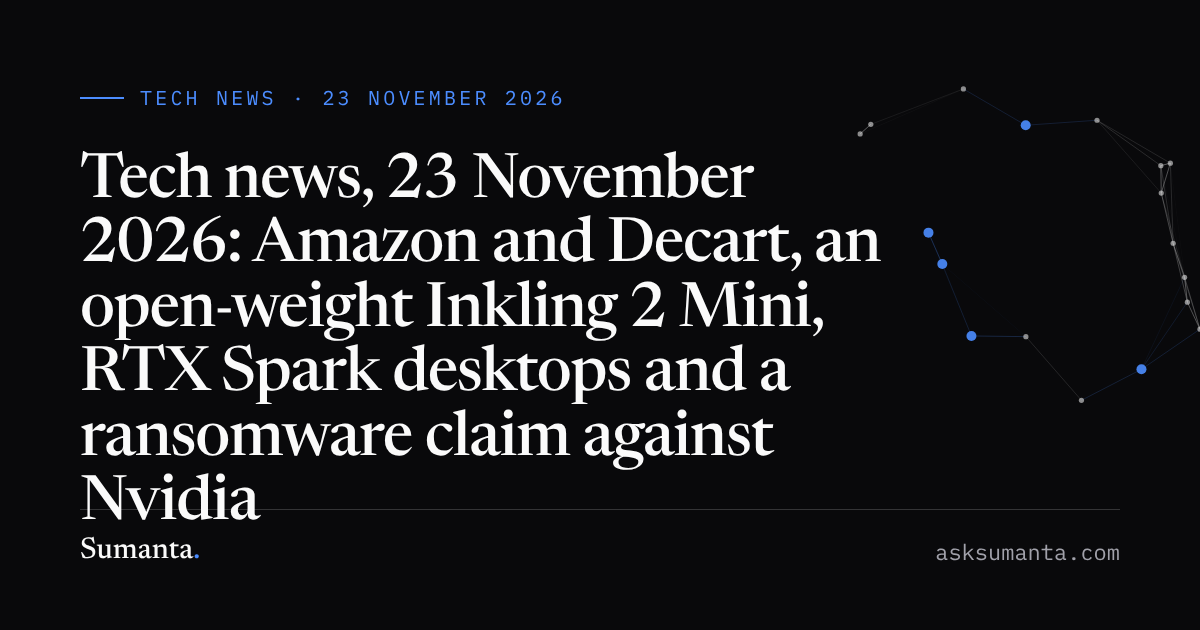 TECH NEWS · 23 NOVEMBER 2026
Tech news, 23 November
2026: Amazon and Decart, an
open-weight Inkling 2 Mini,
RTX Spark desktops and a
ransomware claim against
Nvidia
Sumanta.
asksumanta.com